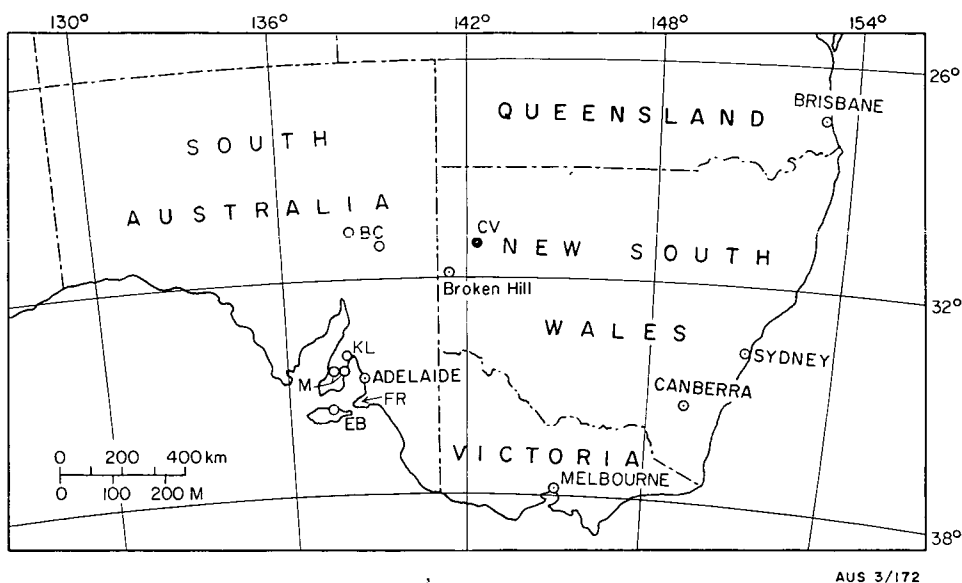 130° 136° 142° 148° 154°
26°
BRISBANE
QUEENSLAND
SOUTH
AUSTRALIA
BC
CV
NEW SOUTH
Broken Hill
32°
WALES
KL
SYDNEY
M
ADELAIDE
CANBERRA
FR
EB
VICTORIA
0 200 400 km
MELBOURNE
0 100 200 M
38°
AUS 3/172